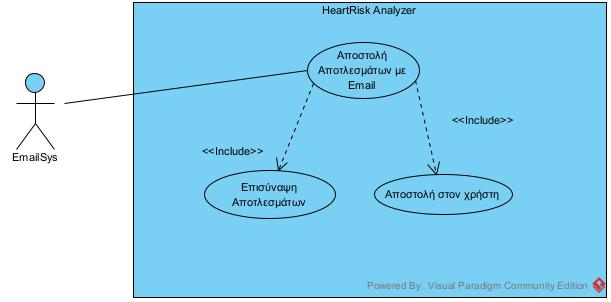 HeartRisk Analyzer
Αποστολή
Αποτλεσμάτων με
Email
<<Include>>
<<Include>>
EmailSys
Επισύναψη
Αποτλεσμάτων
Αποστολή στον χρήστη
Powered By: Visual Paradigm Community Edition